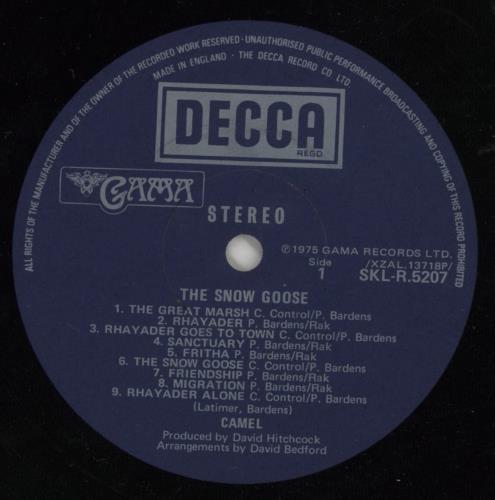 ALL RIGHTS OF THE MANUFACTURER AND OF THE OWNER OF THE RECORDED WORK RESERVED · UNAUTHORISED PUBLIC PERFORMANCE BROADCASTING AND COPYING OF THIS RECORD PROHIBITED
MADE IN ENGLAND · THE DECCA RECORD CO LTD
DECCA
REGD
GAMA
STEREO
℗1975 GAMA RECORDS LTD.
Side /XZAL.13718P/
1 SKL-R.5207
THE SNOW GOOSE
1. THE GREAT MARSH C. Control/P. Bardens
2. RHAYADER P. Bardens/Rak
3. RHAYADER GOES TO TOWN C. Control/P. Bardens
4. SANCTUARY P. Bardens/Rak
5. FRITHA P. Bardens/Rak
6. THE SNOW GOOSE C. Control/P. Bardens
7. FRIENDSHIP P. Bardens/Rak
8. MIGRATION P. Bardens/Rak
9. RHAYADER ALONE C. Control/P. Bardens
(Latimer, Bardens)
CAMEL
Produced by David Hitchcock
Arrangements by David Bedford